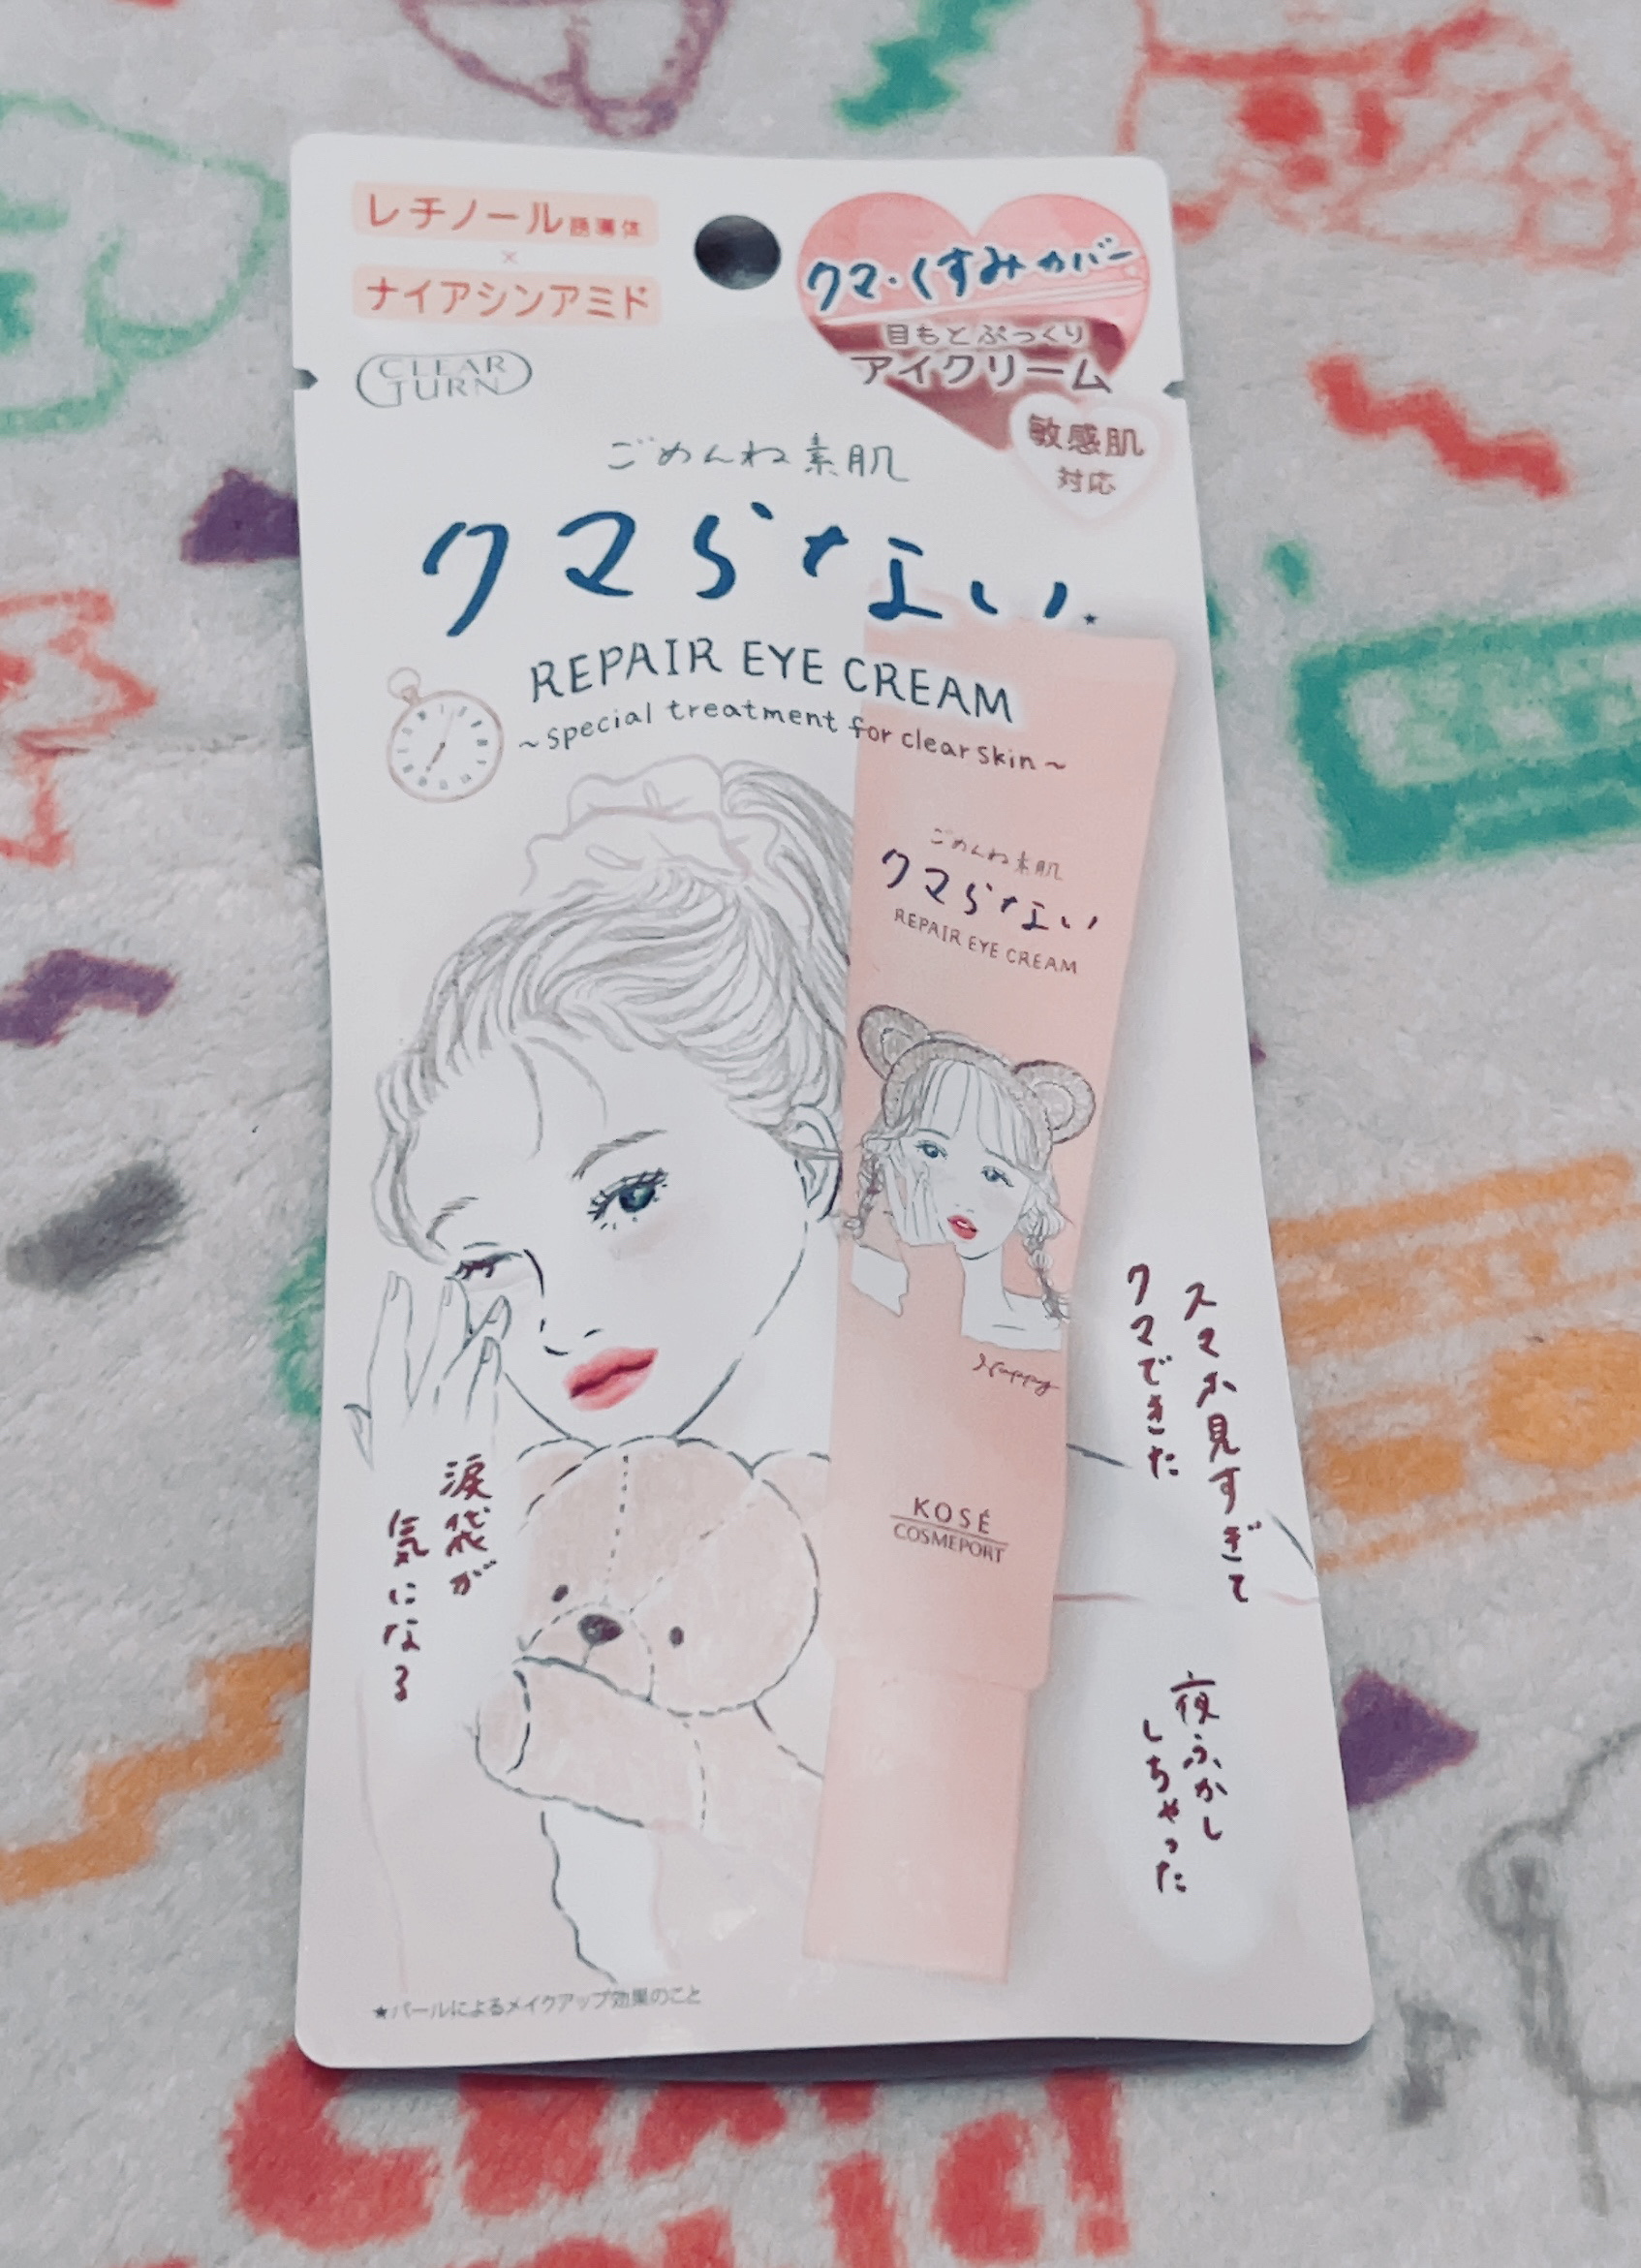 レチノール誘導体
×
ナイアシンアミド
クマ・くすみカバー
目もとぷっくり
アイクリーム
敏感肌
対応
CLEAR
TURN
ごめんね素肌
クマらない★
REPAIR EYE CREAM
~special treatment for clear skin~
ごめんね素肌
クマらない
REPAIR EYE CREAM
Happy
KOSÉ
COSMEPORT
スマホ見すぎて
クマできた
涙袋が
気になる
夜ふかし
しちゃった
★パールによるメイクアップ効果のこと